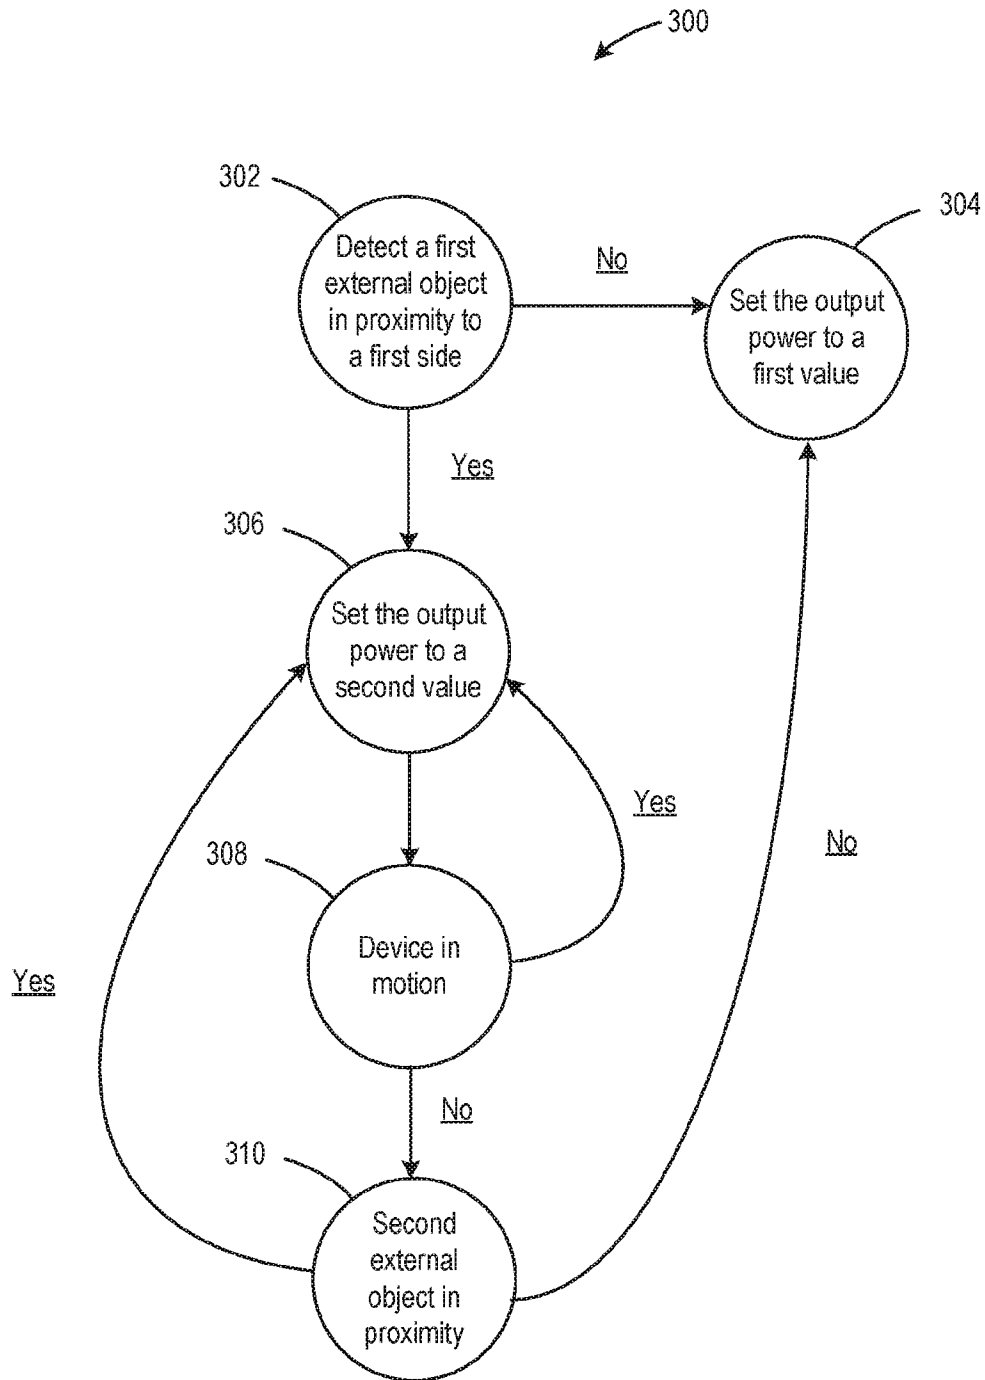 300
302
304
Detect a first
external object
in proximity to
a first side
No
Set the output
power to a
first value
Yes
306
Set the output
power to a
second value
Yes
No
308
Device in
motion
Yes
No
310
Second
external
object in
proximity